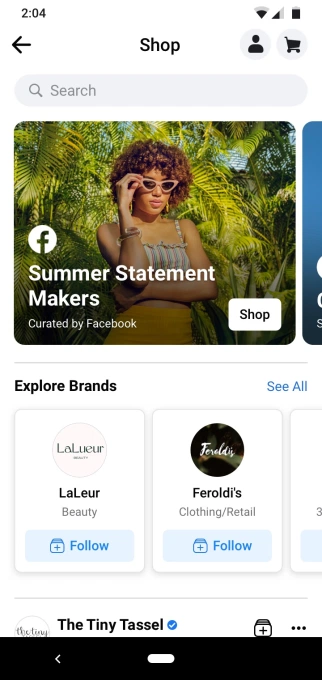 2:04
Shop
Search
Summer Statement
Makers
Curated by Facebook
Shop
Explore Brands
See All
LaLueur
BEAUTY
Feroldi's
LaLeur
Feroldi's
Beauty
Clothing/Retail
Follow
Follow
the tiny
The Tiny Tassel